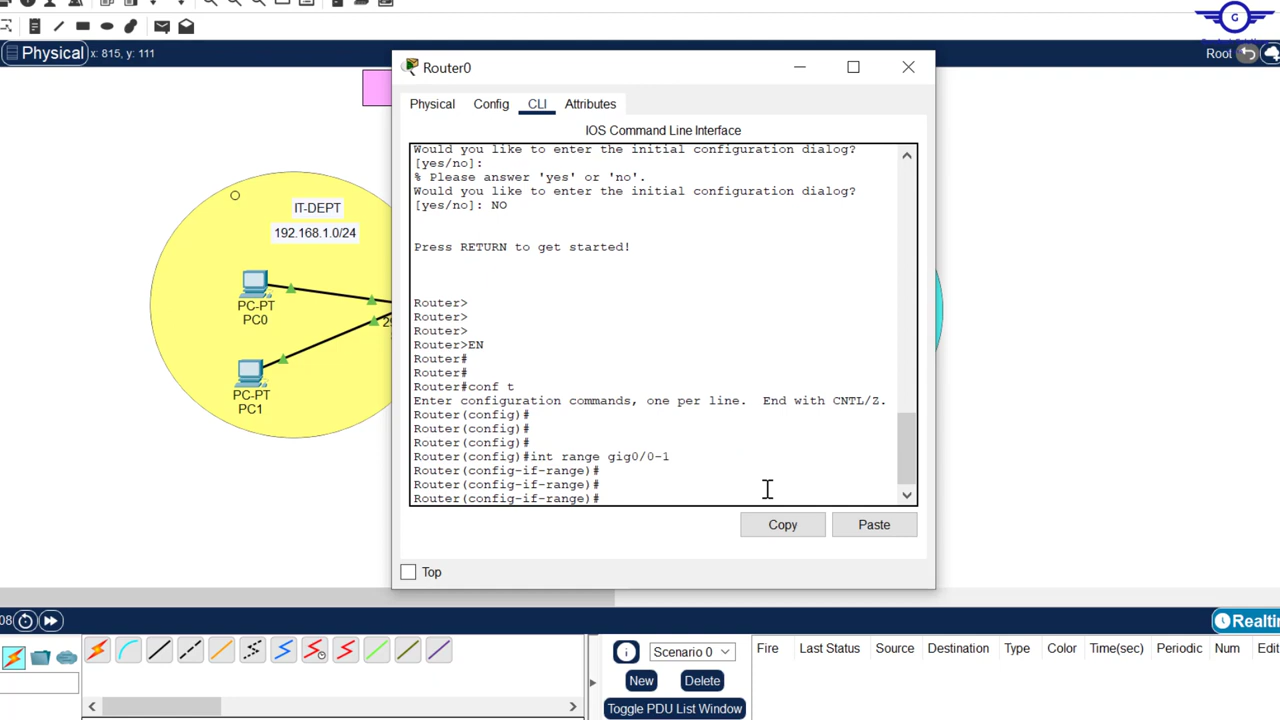 G
Physical x: 815, y: 111
Root
Router0
Physical
Config
CLI
Attributes
IOS Command Line Interface
Would you like to enter the initial configuration dialog?
[yes/no]:
% Please answer 'yes' or 'no'.
Would you like to enter the initial configuration dialog?
[yes/no]: NO
Press RETURN to get started!
Router>
Router>
Router>
Router>EN
Router#
Router#
Router#conf t
Enter configuration commands, one per line.  End with CNTL/Z.
Router(config)#
Router(config)#
Router(config)#
Router(config)#int range gig0/0-1
Router(config-if-range)#
Router(config-if-range)#
Router(config-if-range)#
Copy
Paste
Top
IT-DEPT
192.168.1.0/24
PC-PT
PC0
PC-PT
PC1
29
08
Realti
Scenario 0
New
Delete
Toggle PDU List Window
Fire
Last Status
Source
Destination
Type
Color
Time(sec)
Periodic
Num
Edit